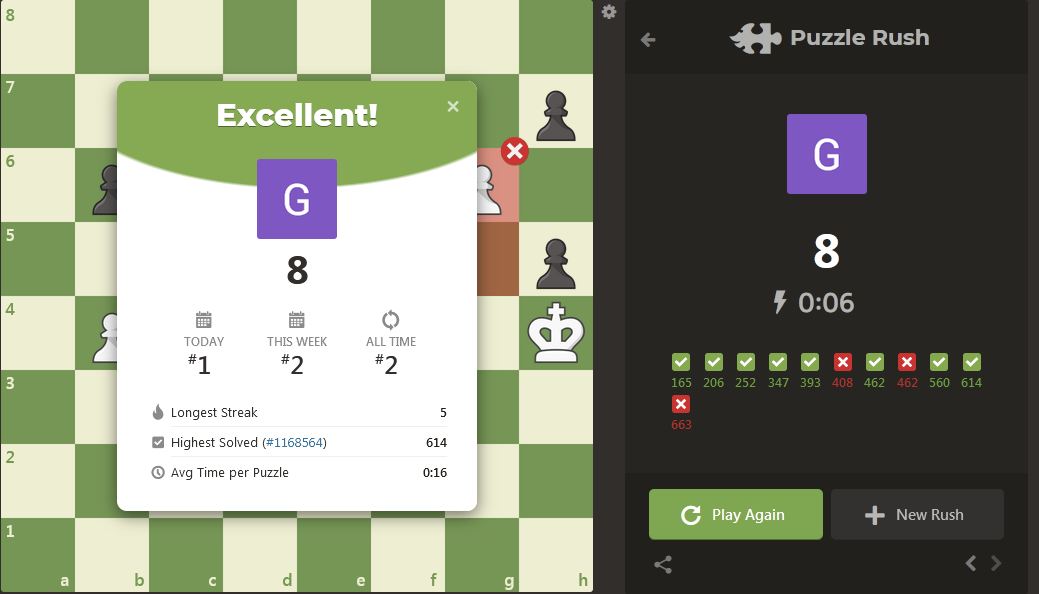 8
7
6
5
4
3
2
1
a b c d e f g h
Excellent!
×
G
8
TODAY THIS WEEK ALL TIME
#1 #2 #2
Longest Streak 5
Highest Solved (#1168564) 614
Avg Time per Puzzle 0:16
Puzzle Rush
G
8
0:06
165 206 252 347 393 408 462 462 560 614
663
Play Again New Rush